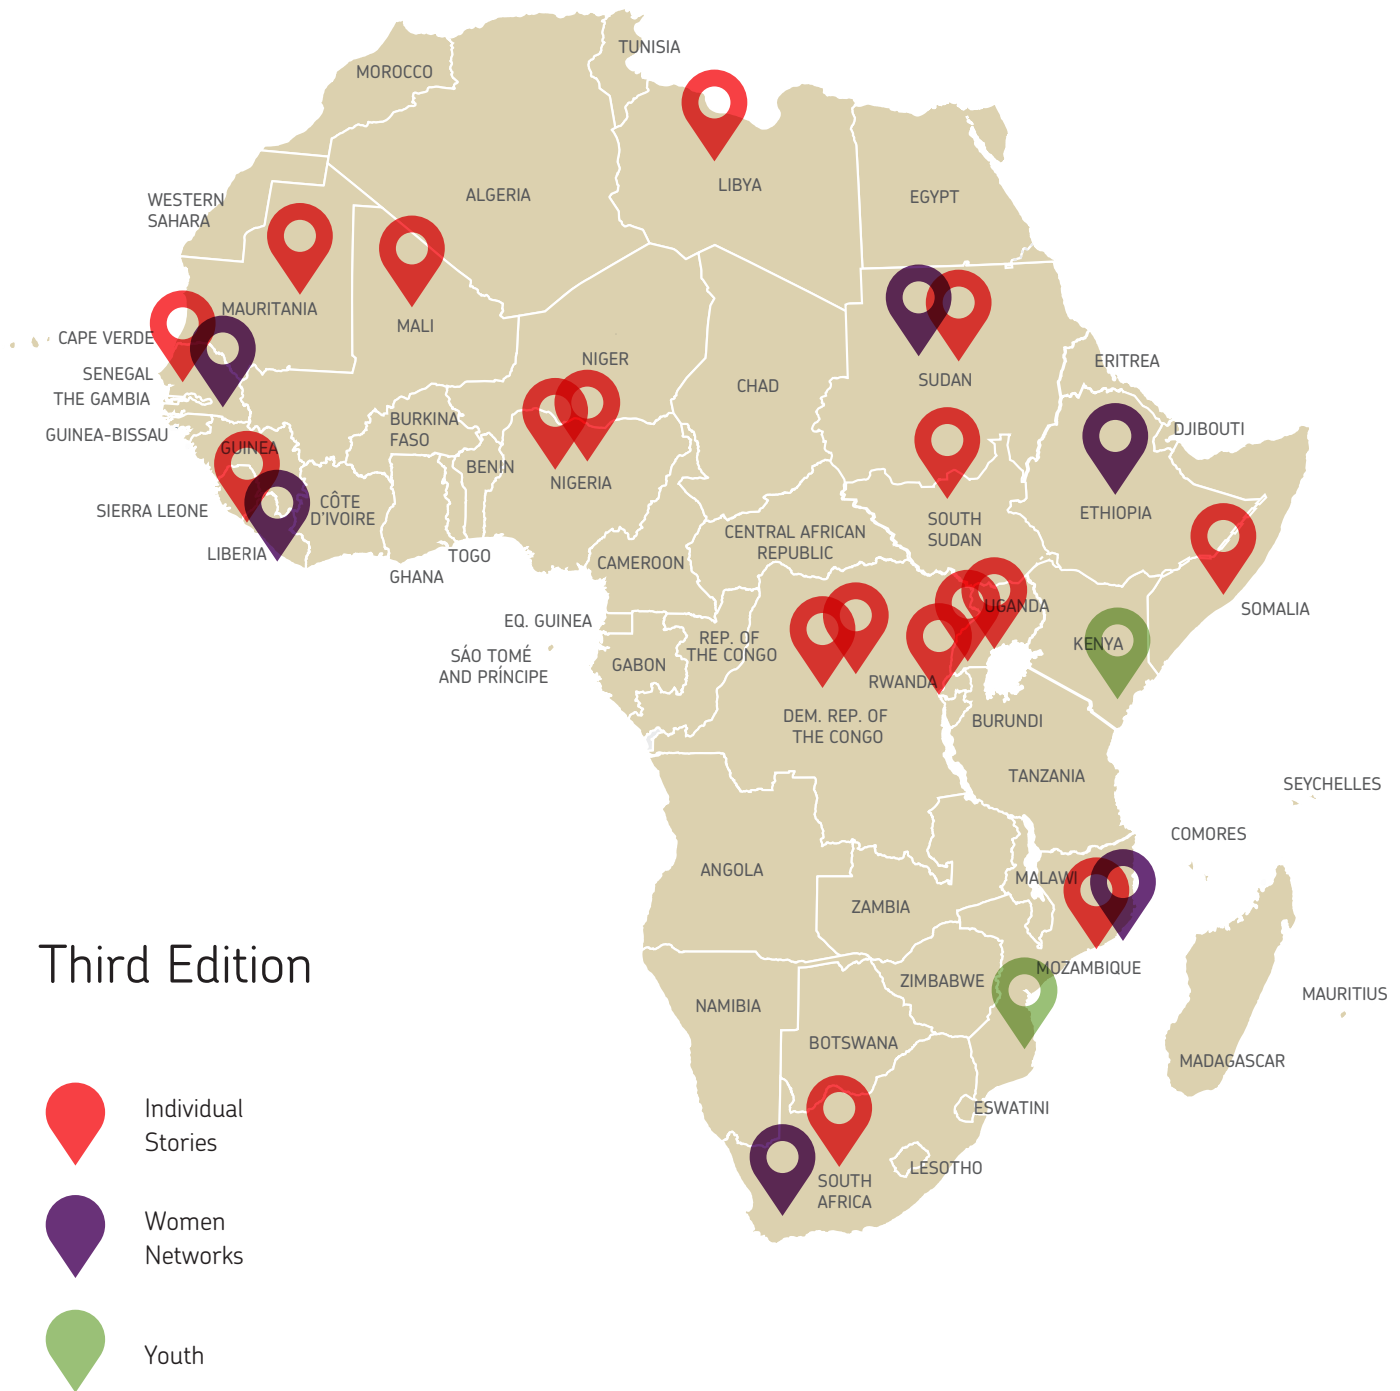 TUNISIA
MOROCCO
LIBYA
ALGERIA
EGYPT
WESTERN
SAHARA
MAURITANIA
MALI
CAPE VERDE
NIGER
ERITREA
SENEGAL
CHAD
SUDAN
THE GAMBIA
BURKINA
FASO
GUINEA-BISSAU
DJIBOUTI
GUINEA
BENIN
NIGERIA
CÔTE
D'IVOIRE
SIERRA LEONE
ETHIOPIA
SOUTH
SUDAN
CENTRAL AFRICAN
REPUBLIC
LIBERIA
TOGO
CAMEROON
GHANA
UGANDA
SOMALIA
EQ. GUINEA
REP. OF
THE CONGO
KENYA
SÁO TOMÉ
AND PRÍNCIPE
GABON
RWANDA
DEM. REP. OF
THE CONGO
BURUNDI
TANZANIA
SEYCHELLES
COMORES
ANGOLA
MALAWI
ZAMBIA
Third Edition
MOZAMBIQUE
ZIMBABWE
MAURITIUS
NAMIBIA
BOTSWANA
MADAGASCAR
ESWATINI
Individual
Stories
LESOTHO
SOUTH
AFRICA
Women
Networks
Youth